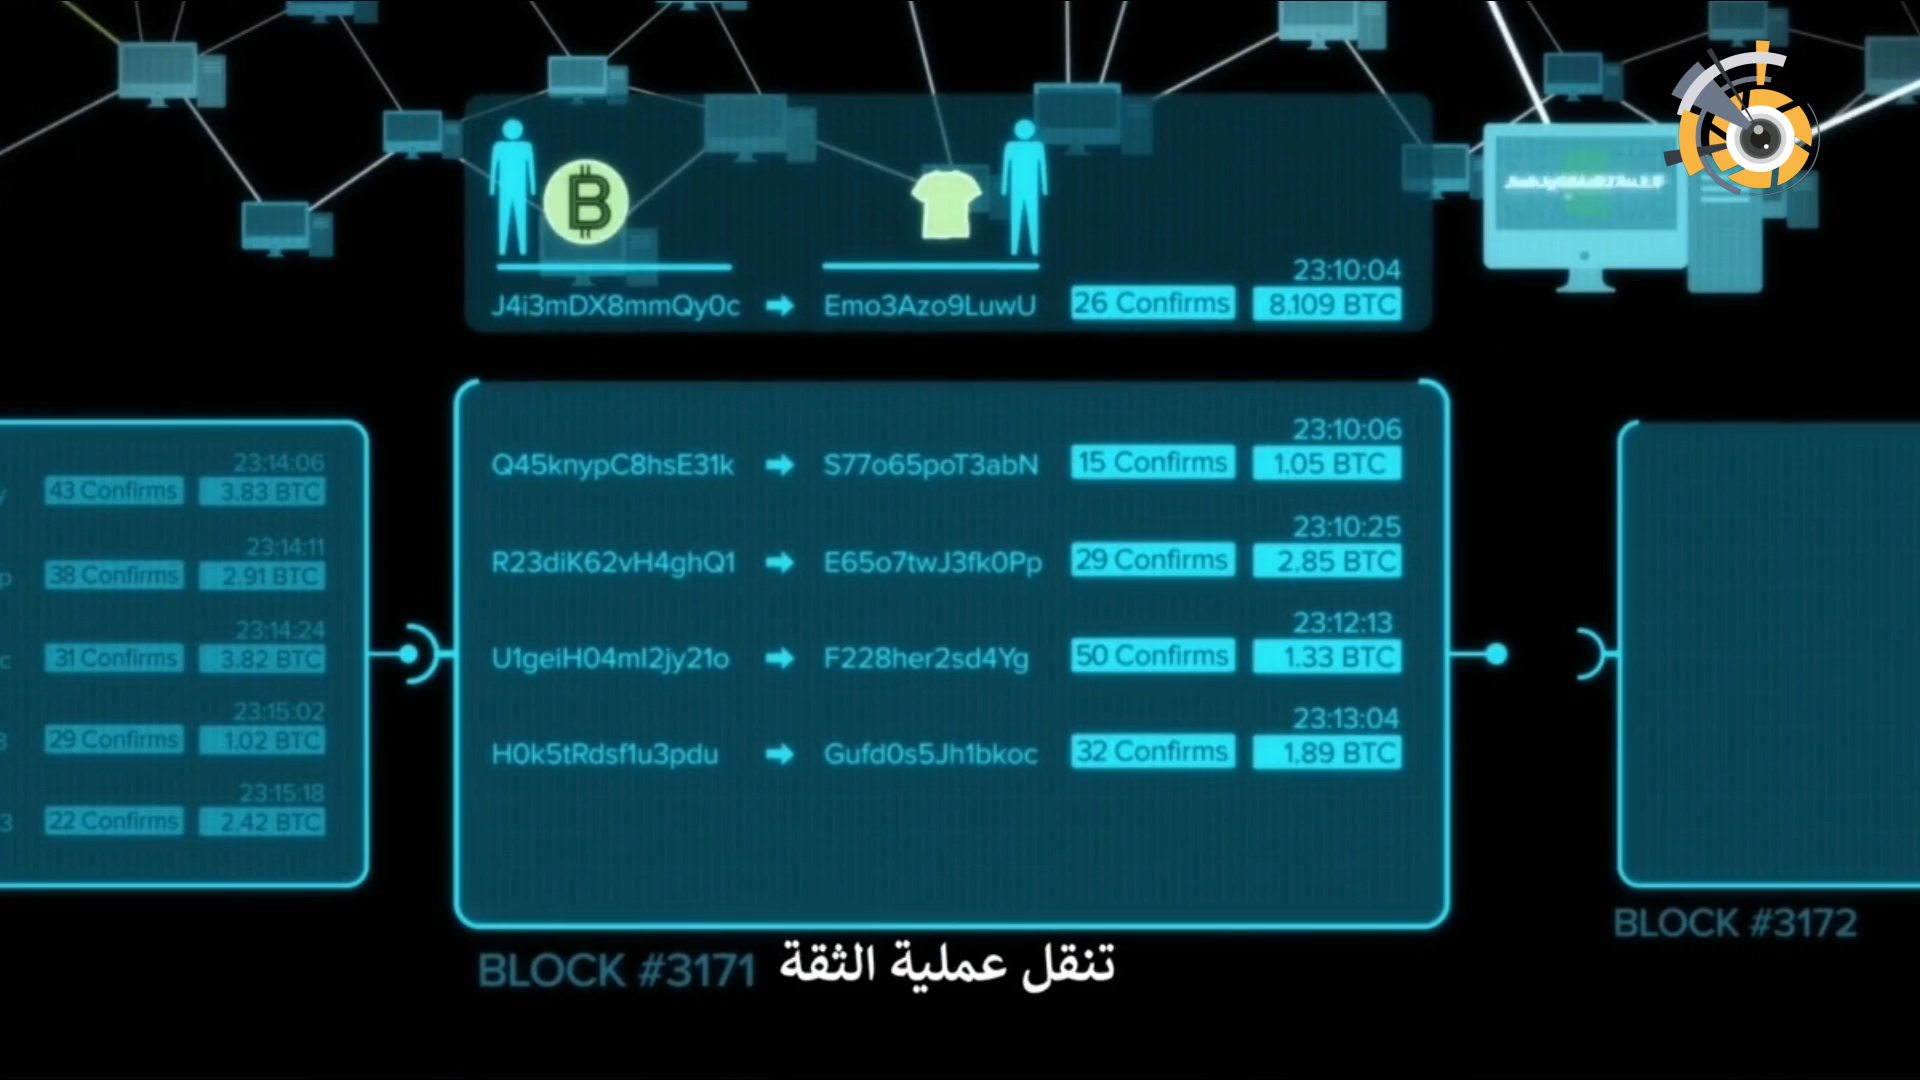 23:10:04
J4i3mDX8mmQy0c ➡ Emo3Azo9LuwU 26 Confirms 8.109 BTC
23:14:06
43 Confirms 3.83 BTC
23:14:11
38 Confirms 2.91 BTC
23:14:24
31 Confirms 3.82 BTC
23:15:02
29 Confirms 1.02 BTC
23:15:18
22 Confirms 2.42 BTC
23:10:06
Q45knypC8hsE31k ➡ S77o65poT3abN 15 Confirms 1.05 BTC
23:10:25
R23diK62vH4ghQ1 ➡ E65o7twJ3fk0Pp 29 Confirms 2.85 BTC
23:12:13
U1geiH04ml2jy21o ➡ F228her2sd4Yg 50 Confirms 1.33 BTC
23:13:04
H0k5tRdsf1u3pdu ➡ Gufd0s5Jh1bkoc 32 Confirms 1.89 BTC
BLOCK #3171
BLOCK #3172
تنقل عملية الثقة